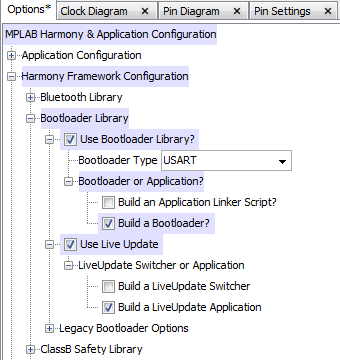 Options* Clock Diagram Pin Diagram Pin Settings
MPLAB Harmony & Application Configuration
Application Configuration
Harmony Framework Configuration
Bluetooth Library
Bootloader Library
Use Bootloader Library?
Bootloader Type USART
Bootloader or Application?
Build an Application Linker Script?
Build a Bootloader?
Use Live Update
LiveUpdate Switcher or Application
Build a LiveUpdate Switcher
Build a LiveUpdate Application
Legacy Bootloader Options
ClassB Safety Library